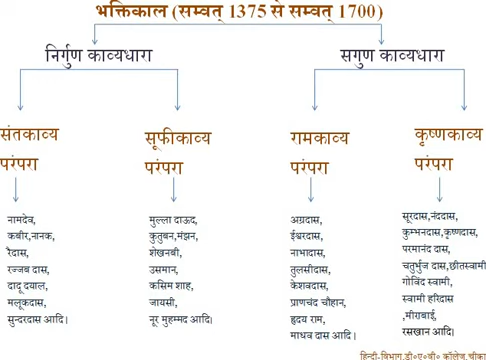 भक्तिकाल (सम्वत् 1375 से सम्वत् 1700)
निर्गुण काव्यधारा
सगुण काव्यधारा
संतकाव्य
परंपरा
सूफीकाव्य
परंपरा
रामकाव्य
परंपरा
कृष्णकाव्य
परंपरा
नामदेव,
कबीर,नानक,
रैदास,
रज्जब दास,
दादू दयाल,
मलूकदास,
सुन्दरदास आदि।
मुल्ला दाऊद,
कुतुबन,मंझन,
शेखनबी,
उसमान,
कसिम शाह,
जायसी,
नूर मुहम्मद आदि।
अग्रदास,
ईश्वरदास,
नाभादास,
तुलसीदास,
केशवदास,
प्राणचंद चौहान,
हृदय राम,
माधव दास आदि ।
सूरदास,नंददास,
कुम्भनदास,कृष्णदास,
परमानंद दास,
चतुर्भुज दास,छीतस्वामी
गोविंद स्वामी,
स्वामी हरिदास
,मीराबाई,
रसखान आदि।
हिन्दी-विभाग,डी०ए०वी० कॉलेज,चीका